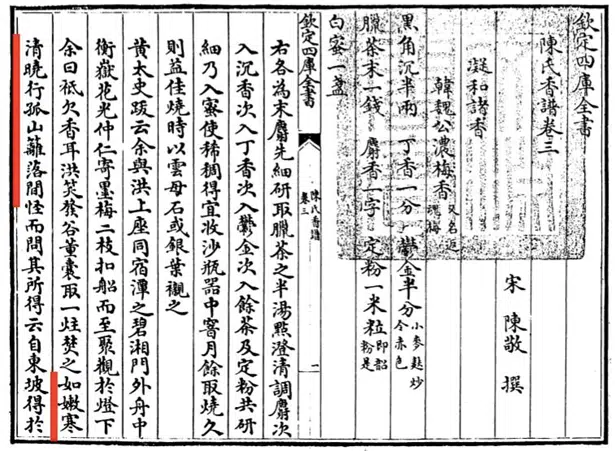 欽定四庫全書
陳氏香譜卷三
宋 陳敬 撰
凝和諸香
韓魏公濃梅香 又名返魂梅
黑角沉半兩 丁香一分 鬱金半分 小麥麩炒令赤色
臘茶末一錢 麝香一字 定粉一米粒 即韶粉是
白蜜一盞
欽定四庫全書
陳氏香譜
卷三
一
右各為末麝先細研取臘茶之半湯點澄清調麝次
入沉香次入丁香次入鬱金次入餘茶及定粉共研
細乃入蜜使稀稠得宜收沙瓶器中窨月餘取燒久
則益佳燒時以雲母石或銀葉襯之
黄太史跋云余與洪上座同宿潭之碧湘門外舟中
衡嶽花光仲仁寄墨梅二枝扣船而至聚觀於燈下
余曰祗欠香耳洪笑發谷董囊取一炷焚之如嫩寒
清曉行孤山籬落間怪而問其所得云自東坡得於